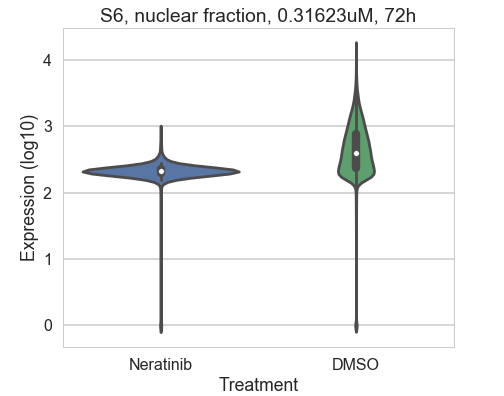 S6, nuclear fraction, 0.31623uM, 72h
Expression (log10)
4
3
2
1
0
Neratinib DMSO
Treatment